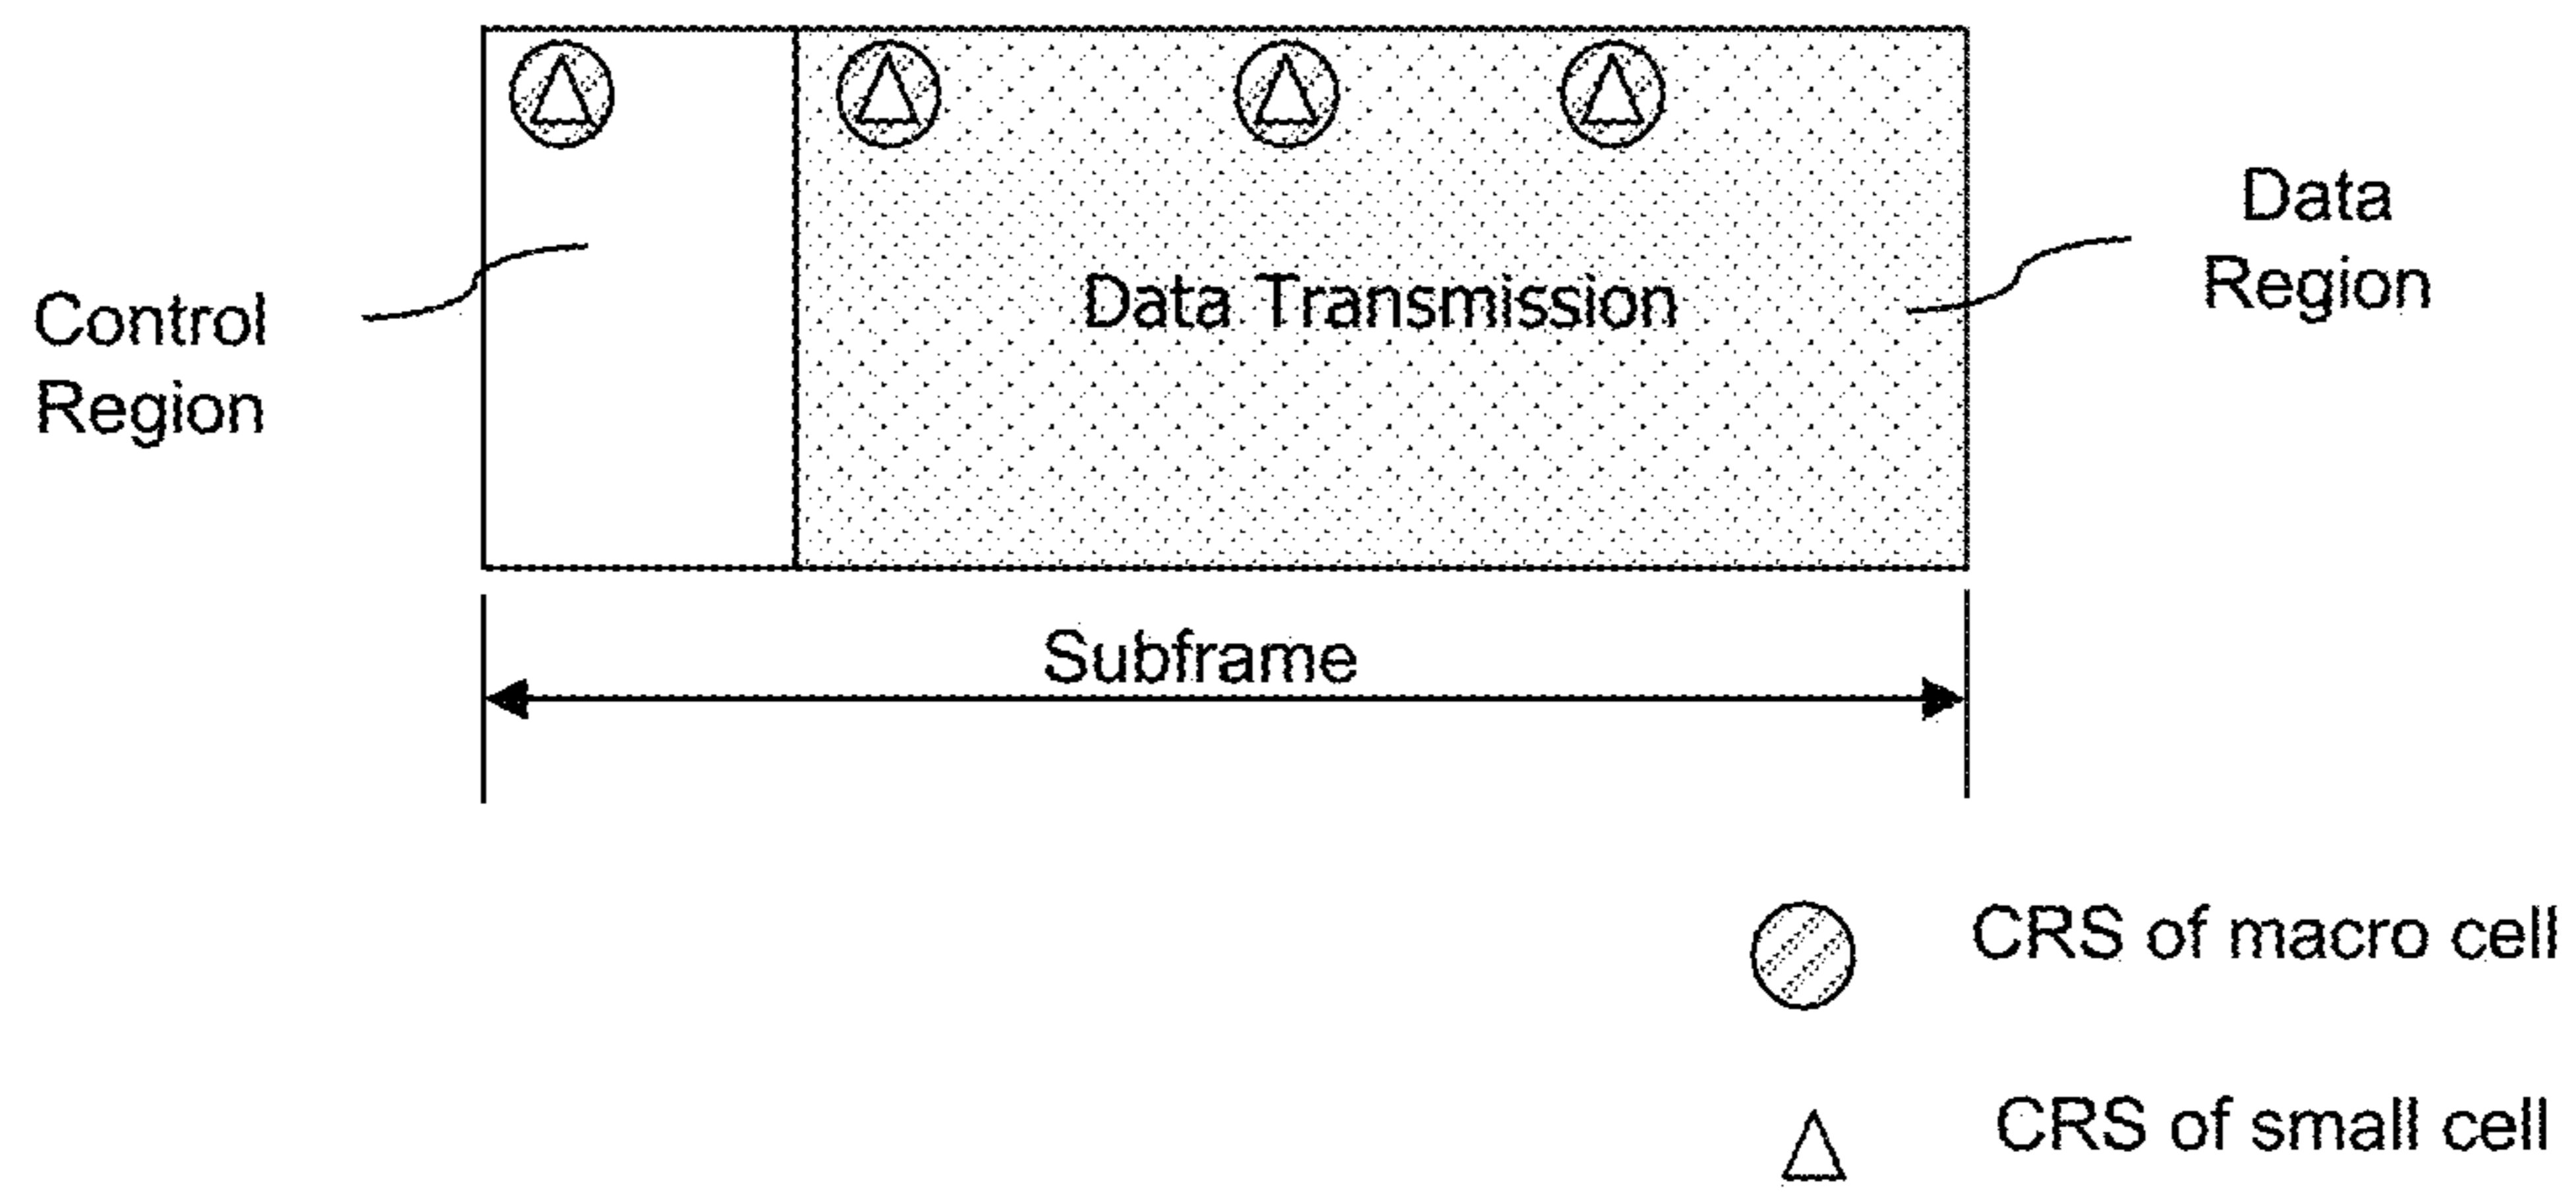 Control
Region
Data Transmission
Data
Region
Subframe
CRS of macro cell
CRS of small cell